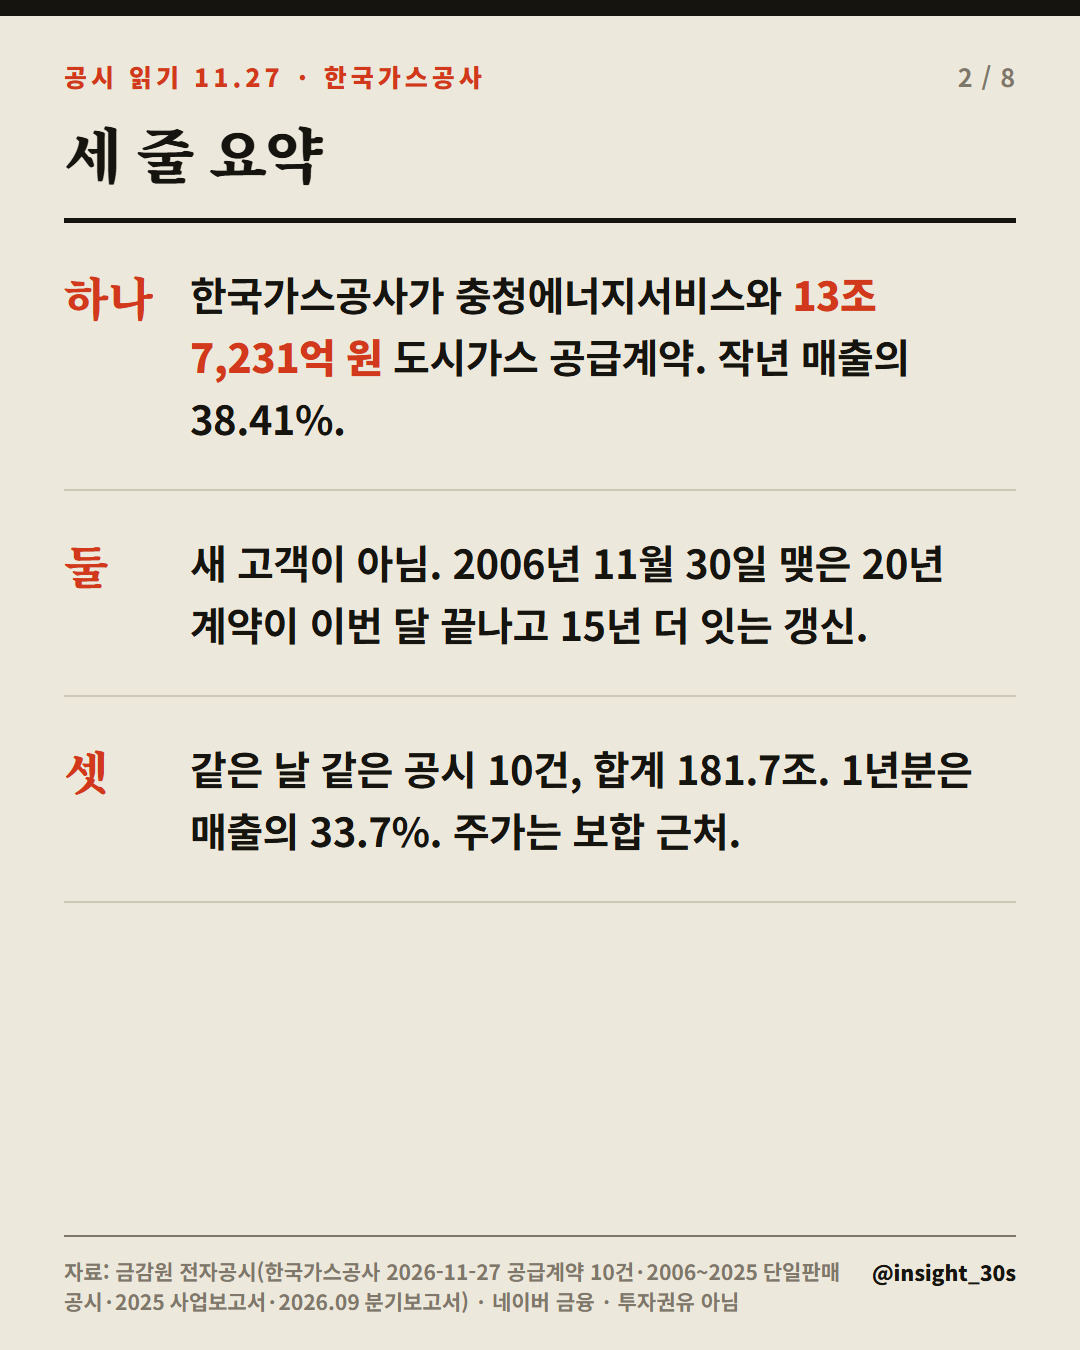 공시 읽기 11.27 · 한국가스공사
2 / 8
세 줄 요약
하나
한국가스공사가 충청에너지서비스와 13조
7,231억 원 도시가스 공급계약. 작년 매출의
38.41%.
둘
새 고객이 아님. 2006년 11월 30일 맺은 20년
계약이 이번 달 끝나고 15년 더 잇는 갱신.
셋
같은 날 같은 공시 10건, 합계 181.7조. 1년분은
매출의 33.7%. 주가는 보합 근처.
자료: 금감원 전자공시(한국가스공사 2026-11-27 공급계약 10건·2006~2025 단일판매
공시·2025 사업보고서·2026.09 분기보고서) · 네이버 금융 · 투자권유 아님
@insight_30s